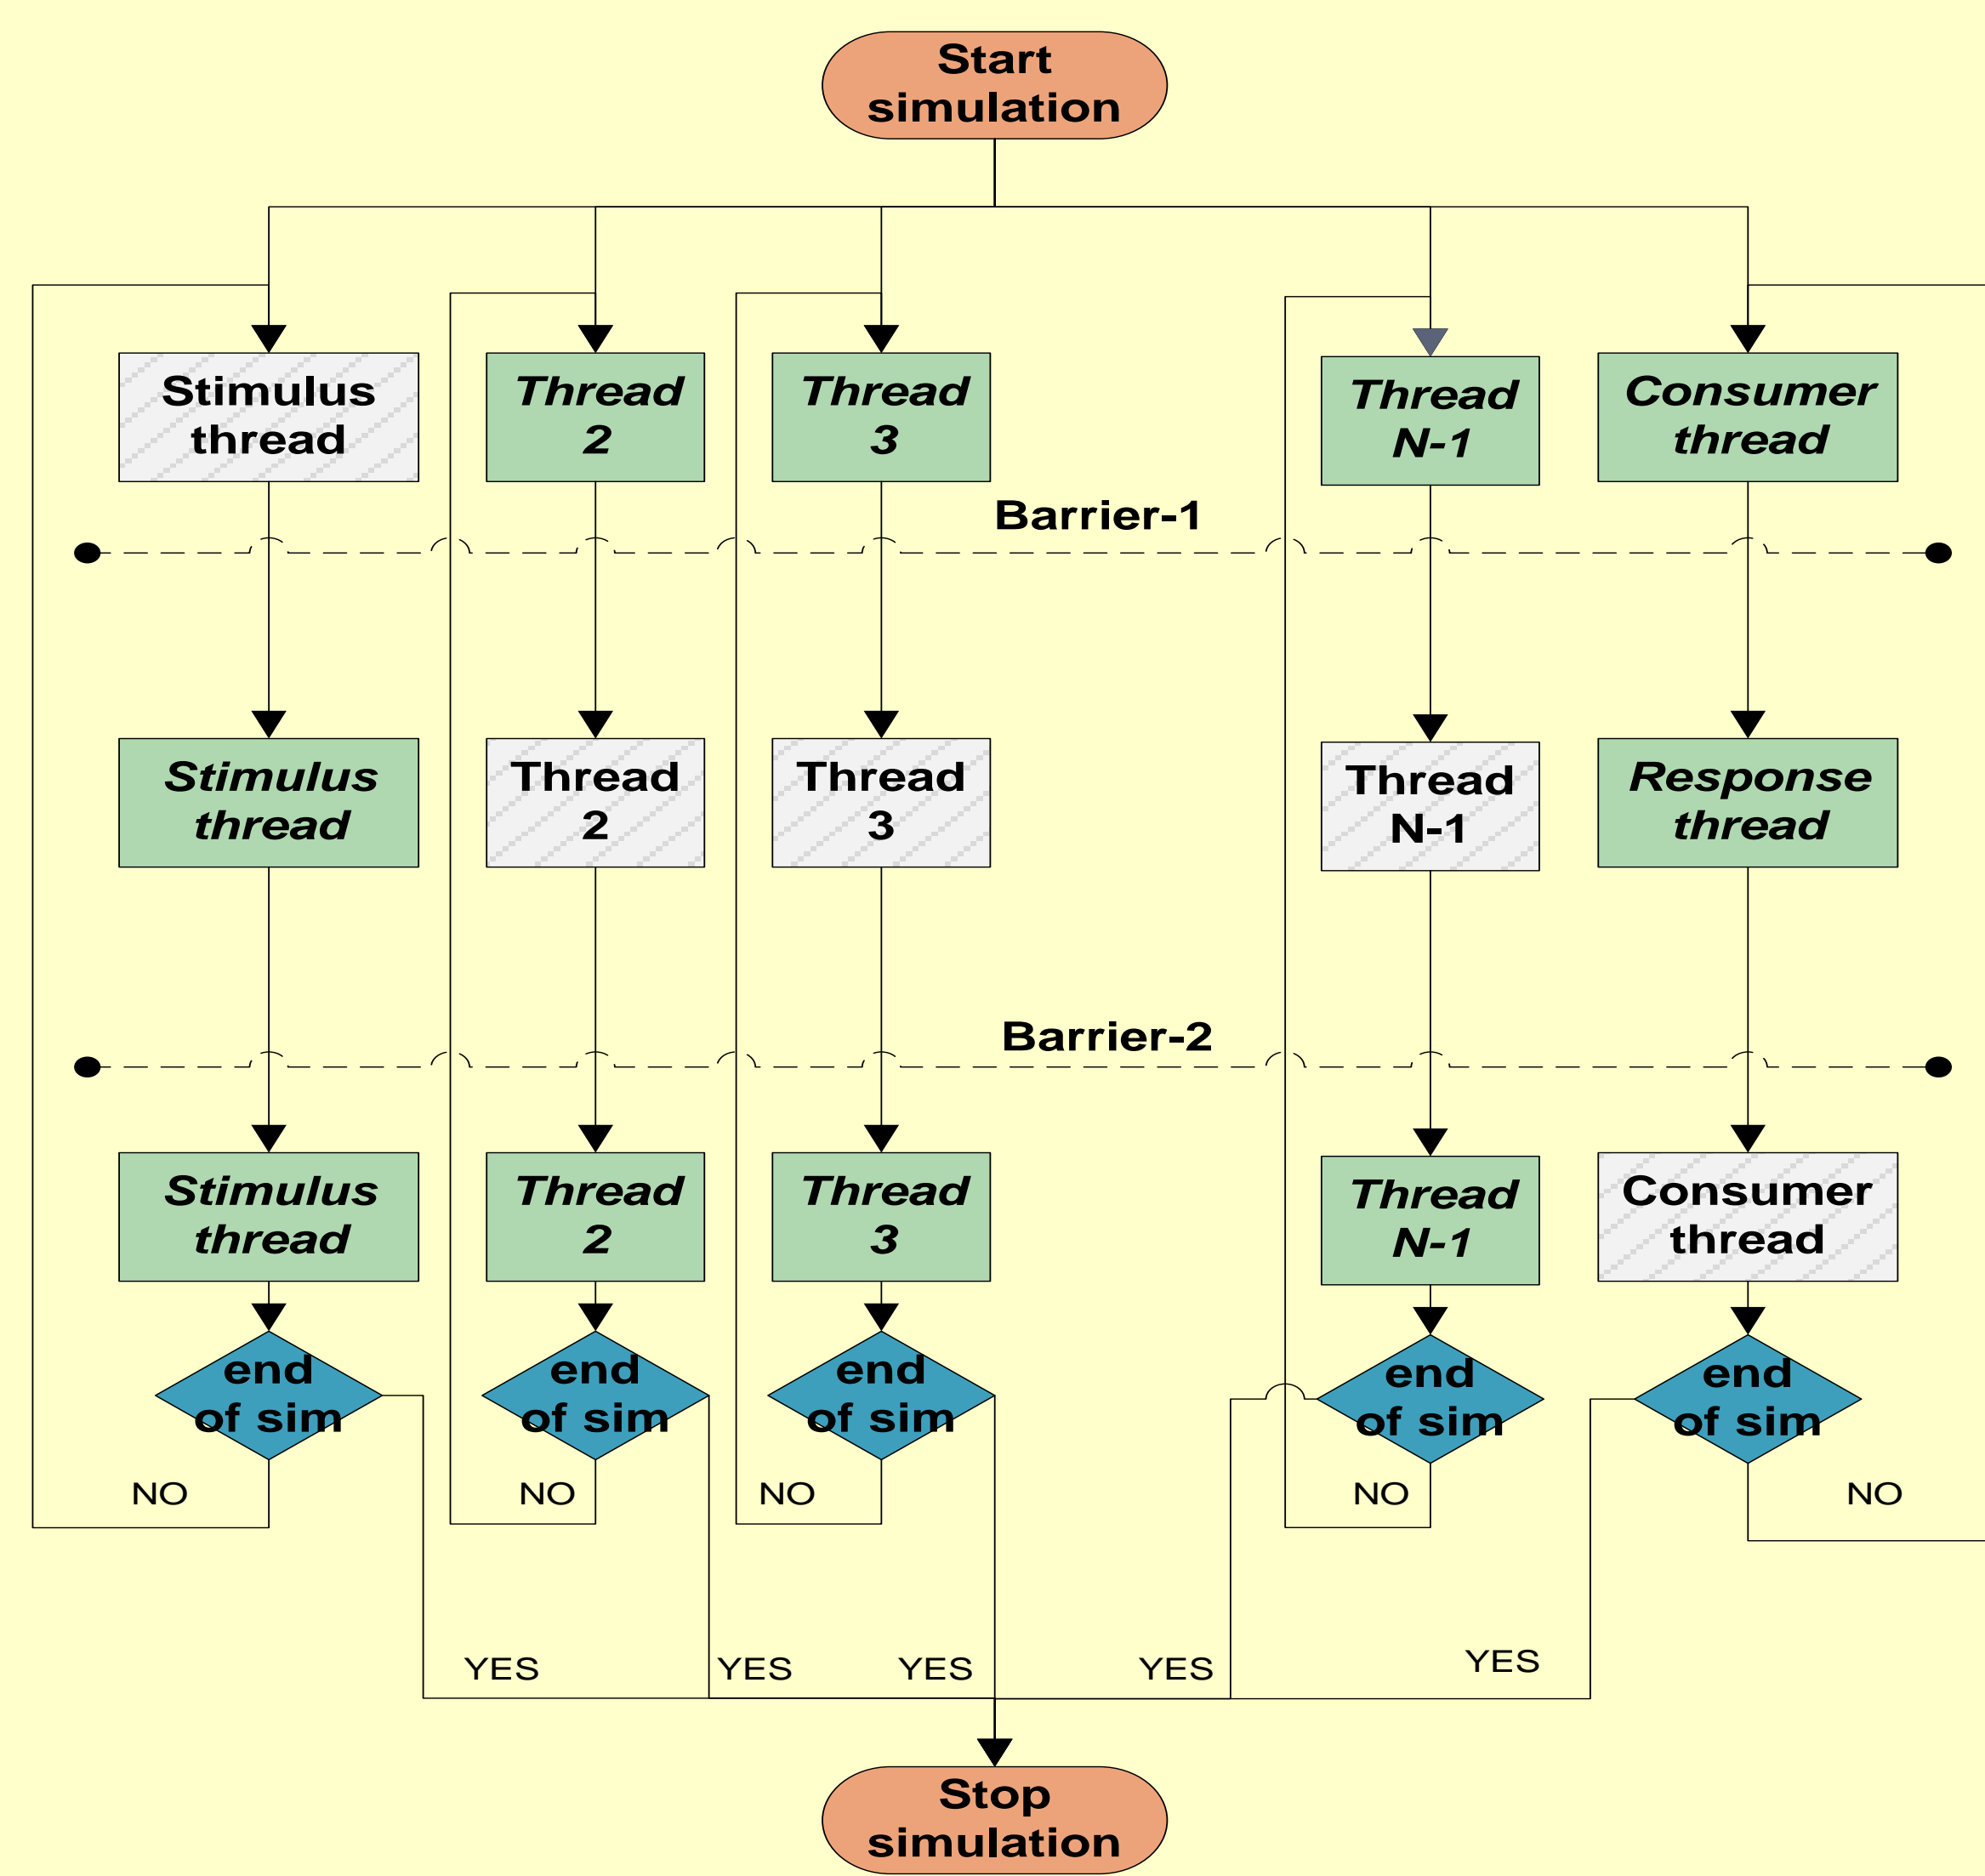 Start
simulation
Stimulus
thread
Thread
2
Thread
3
Thread
N-1
Consumer
thread
Barrier-1
Stimulus
thread
Thread
2
Thread
3
Thread
N-1
Response
thread
Barrier-2
Stimulus
thread
Thread
2
Thread
3
Thread
N-1
Consumer
thread
end
of sim
end
of sim
end
of sim
end
of sim
end
of sim
NO
NO
NO
NO
NO
YES
YES
YES
YES
YES
Stop
simulation